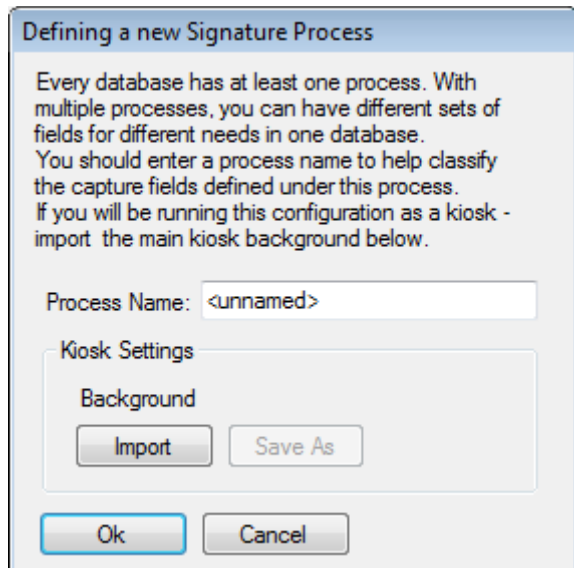 Defining a new Signature Process
Every database has at least one process. With
multiple processes, you can have different sets of
fields for different needs in one database.
You should enter a process name to help classify
the capture fields defined under this process.
If you will be running this configuration as a kiosk -
import the main kiosk background below.
Process Name: <unnamed>
Kiosk Settings
Background
Import Save As
Ok Cancel